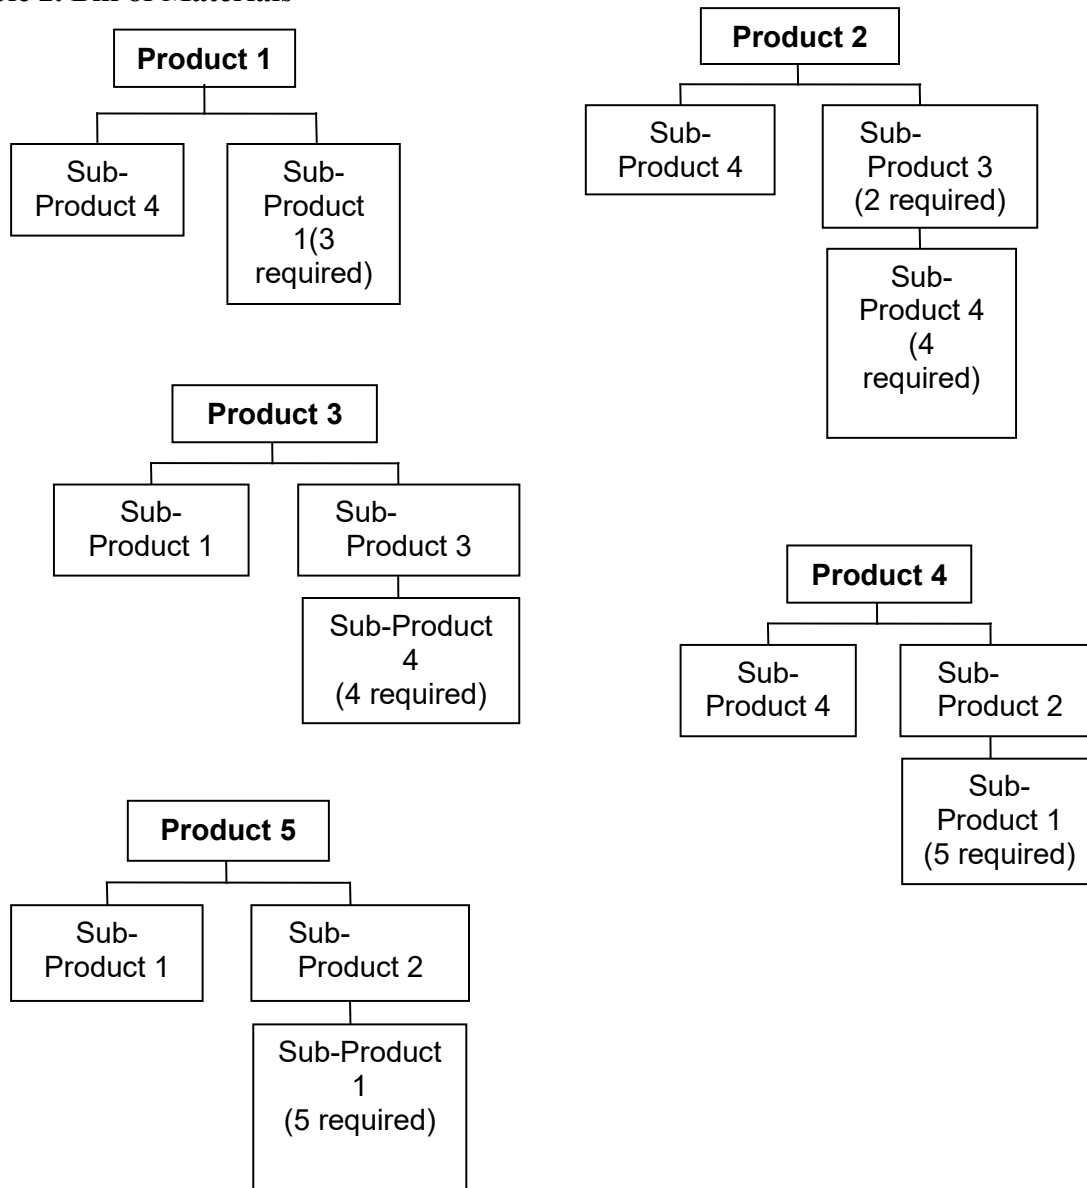 Product 1
Sub-
Product 4
Sub-
Product
1(3
required)
Product 2
Sub-
Product 4
Sub-
Product 3
(2 required)
Sub-
Product 4
(4
required)
Product 3
Sub-
Product 1
Sub-
Product 3
Sub-Product
4
(4 required)
Product 4
Sub-
Product 4
Sub-
Product 2
Sub-
Product 1
(5 required)
Product 5
Sub-
Product 1
Sub-
Product 2
Sub-Product
1
(5 required)